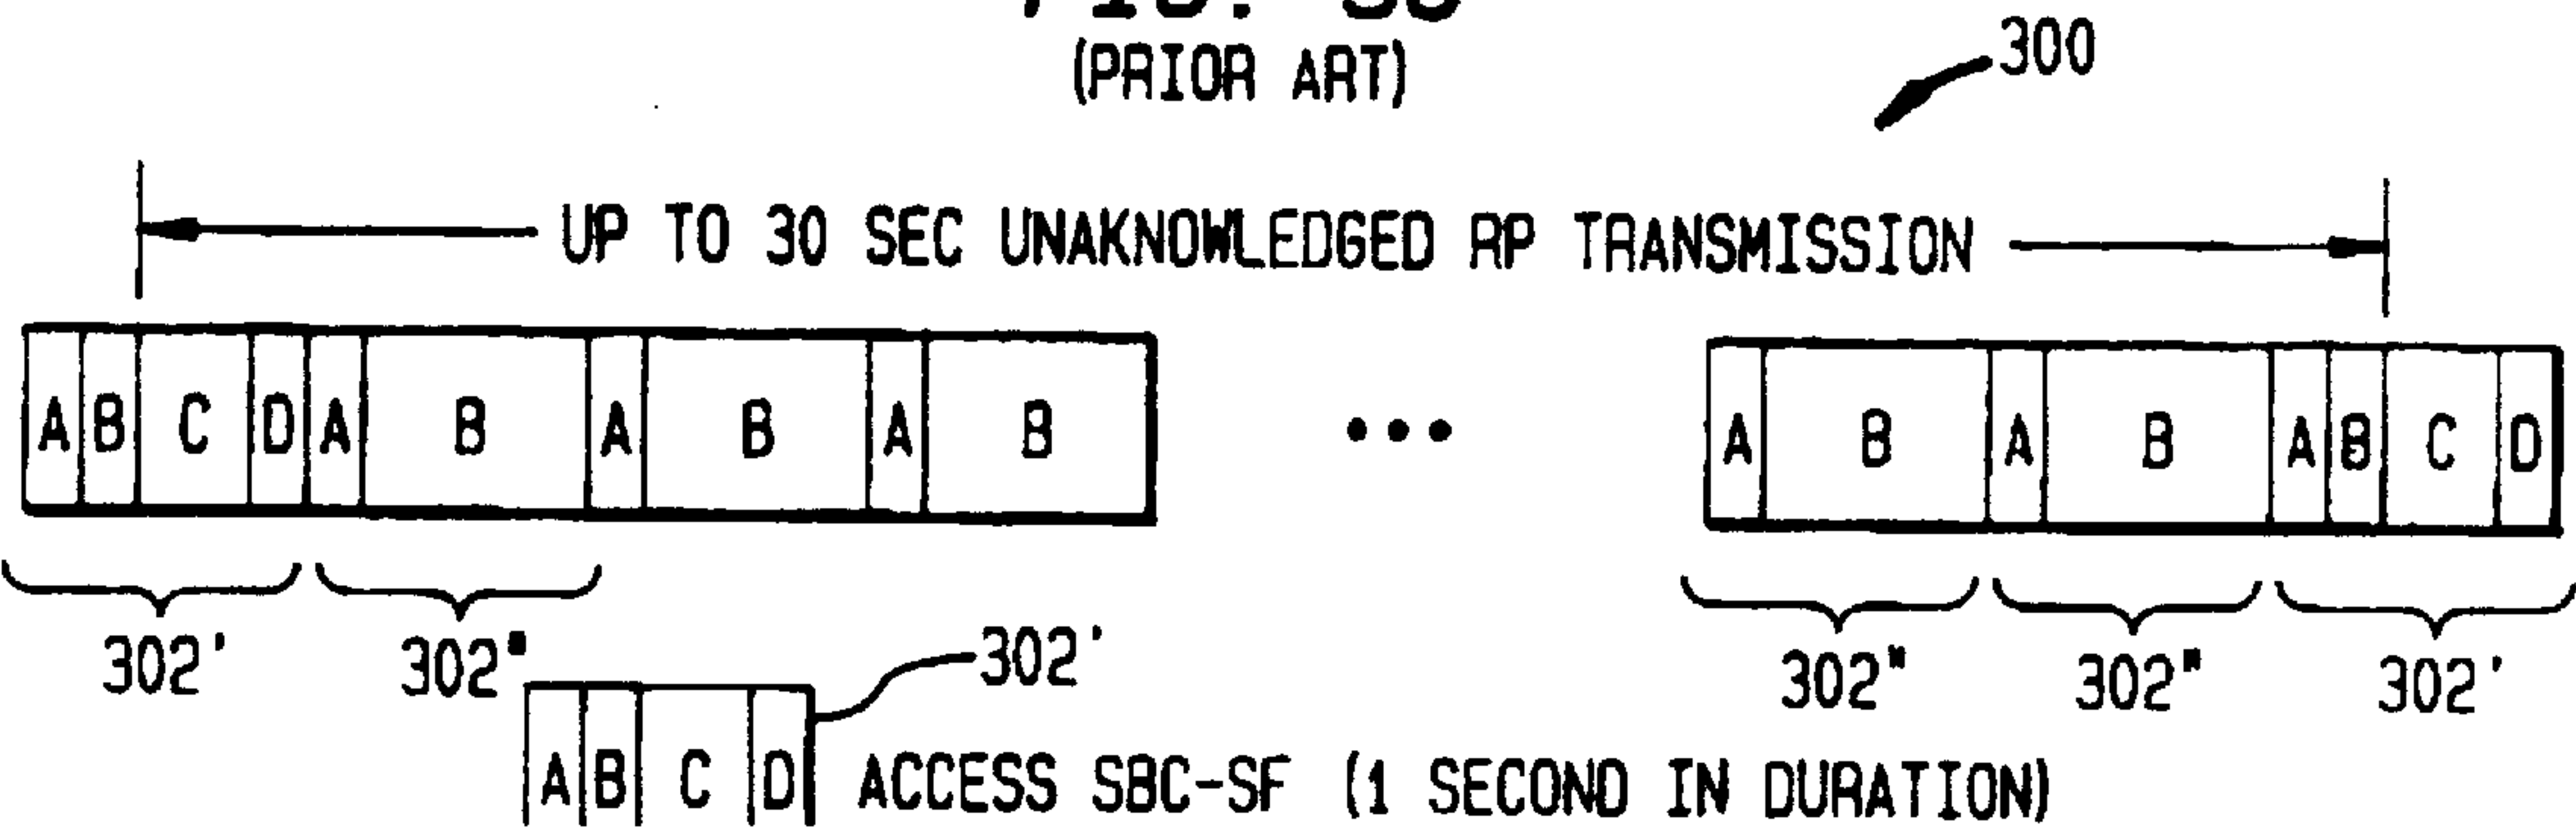 (PRIOR ART)
300
UP TO 30 SEC UNAKNOWLEDGED RP TRANSMISSION
A B C D A B A B A B ••• A B A B A B C D
302' 302" 302" 302" 302'
302'
A B C D ACCESS SBC-SF (1 SECOND IN DURATION)